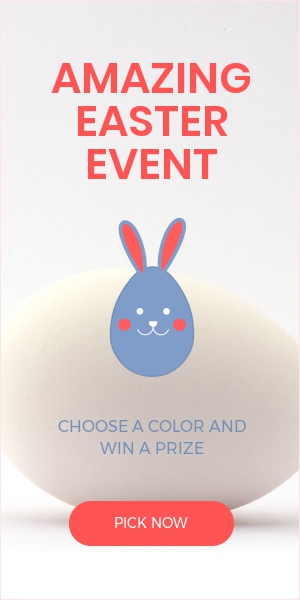 AMAZING
EASTER
EVENT
CHOOSE A COLOR AND
WIN A PRIZE
PICK NOW